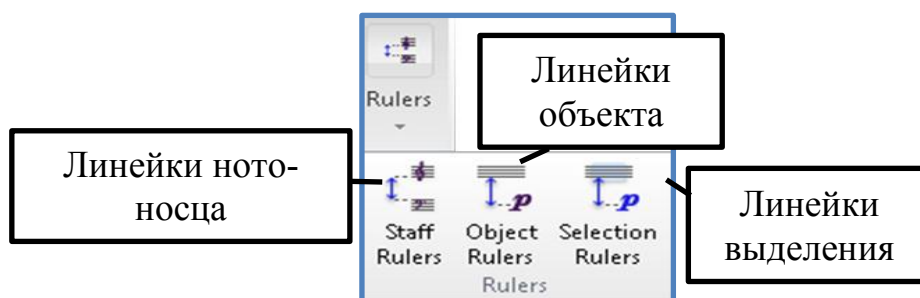 Rulers
Линейки
объекта
Линейки ното-
носца
Staff
Rulers
Object
Rulers
Selection
Rulers
Rulers
Линейки
выделения